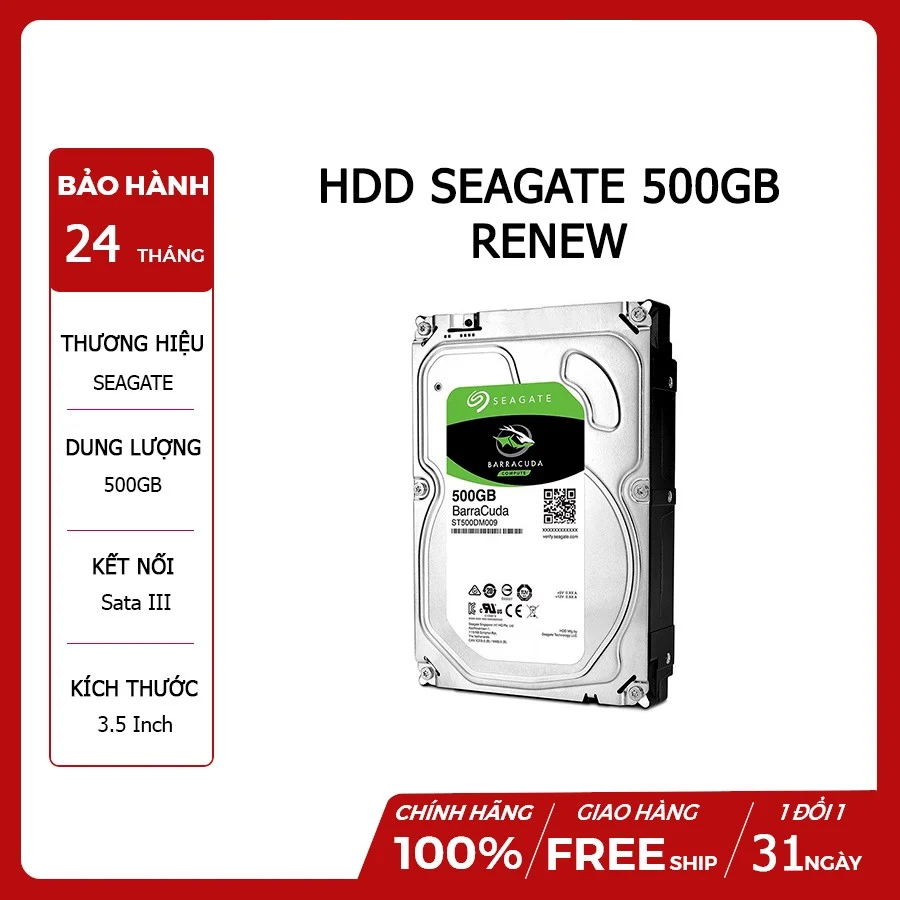 HDD SEAGATE 500GB
RENEW
BẢO HÀNH
24 THÁNG
THƯƠNG HIỆU
SEAGATE
DUNG LƯỢNG
500GB
KẾT NỐI
Sata III
KÍCH THƯỚC
3.5 Inch
SEAGATE
BARRACUDA
COMPUTE
500GB
BarraCuda
ST500DM009
XXXXXXXXXXXX
verify.seagate.com
CHÍNH HÃNG
100%
GIAO HÀNG
FREE SHIP
1 ĐỔI 1
31 NGÀY